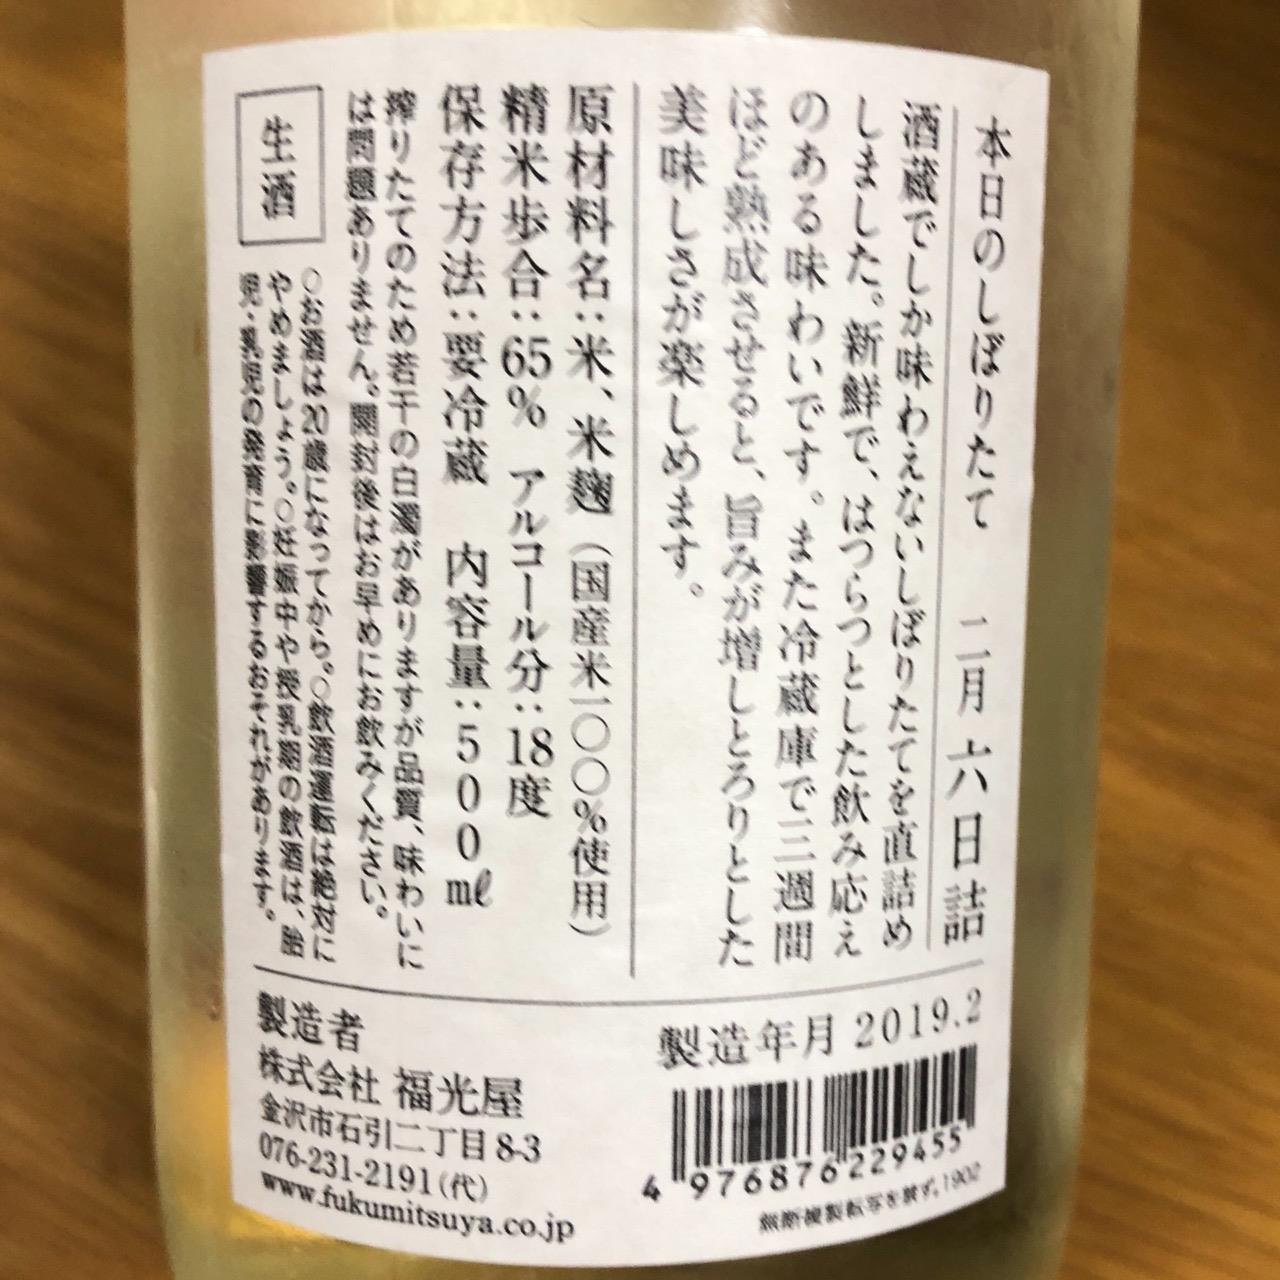 本日のしぼりたて 二月 六日詰
酒蔵でしか味わえないしぼりたてを直詰め
しました。新鮮で、はつらつとした飲み応え
のある味わいです。また冷蔵庫で三週間
ほど熟成させると、旨みが増しとろりとした
美味しさが楽しめます。
原材料名:米、米麹(国産米一〇〇%使用)
精米歩合:65% アルコール分:18度
保存方法:要冷蔵 内容量:500㎖
搾りたてのため若干の白濁がありますが品質、味わいに
は問題ありません。開封後はお早めにお飲みください。
生酒
○お酒は20歳になってから。○飲酒運転は絶対に
やめましょう。○妊娠中や授乳期の飲酒は、胎
児・乳児の発育に影響するおそれがあります。
製造年月 2019.2
4 976876 229455
無断複製転写を禁ず。1902
製造者
株式会社 福光屋
金沢市石引二丁目8-3
076-231-2191(代)
www.fukumitsuya.co.jp